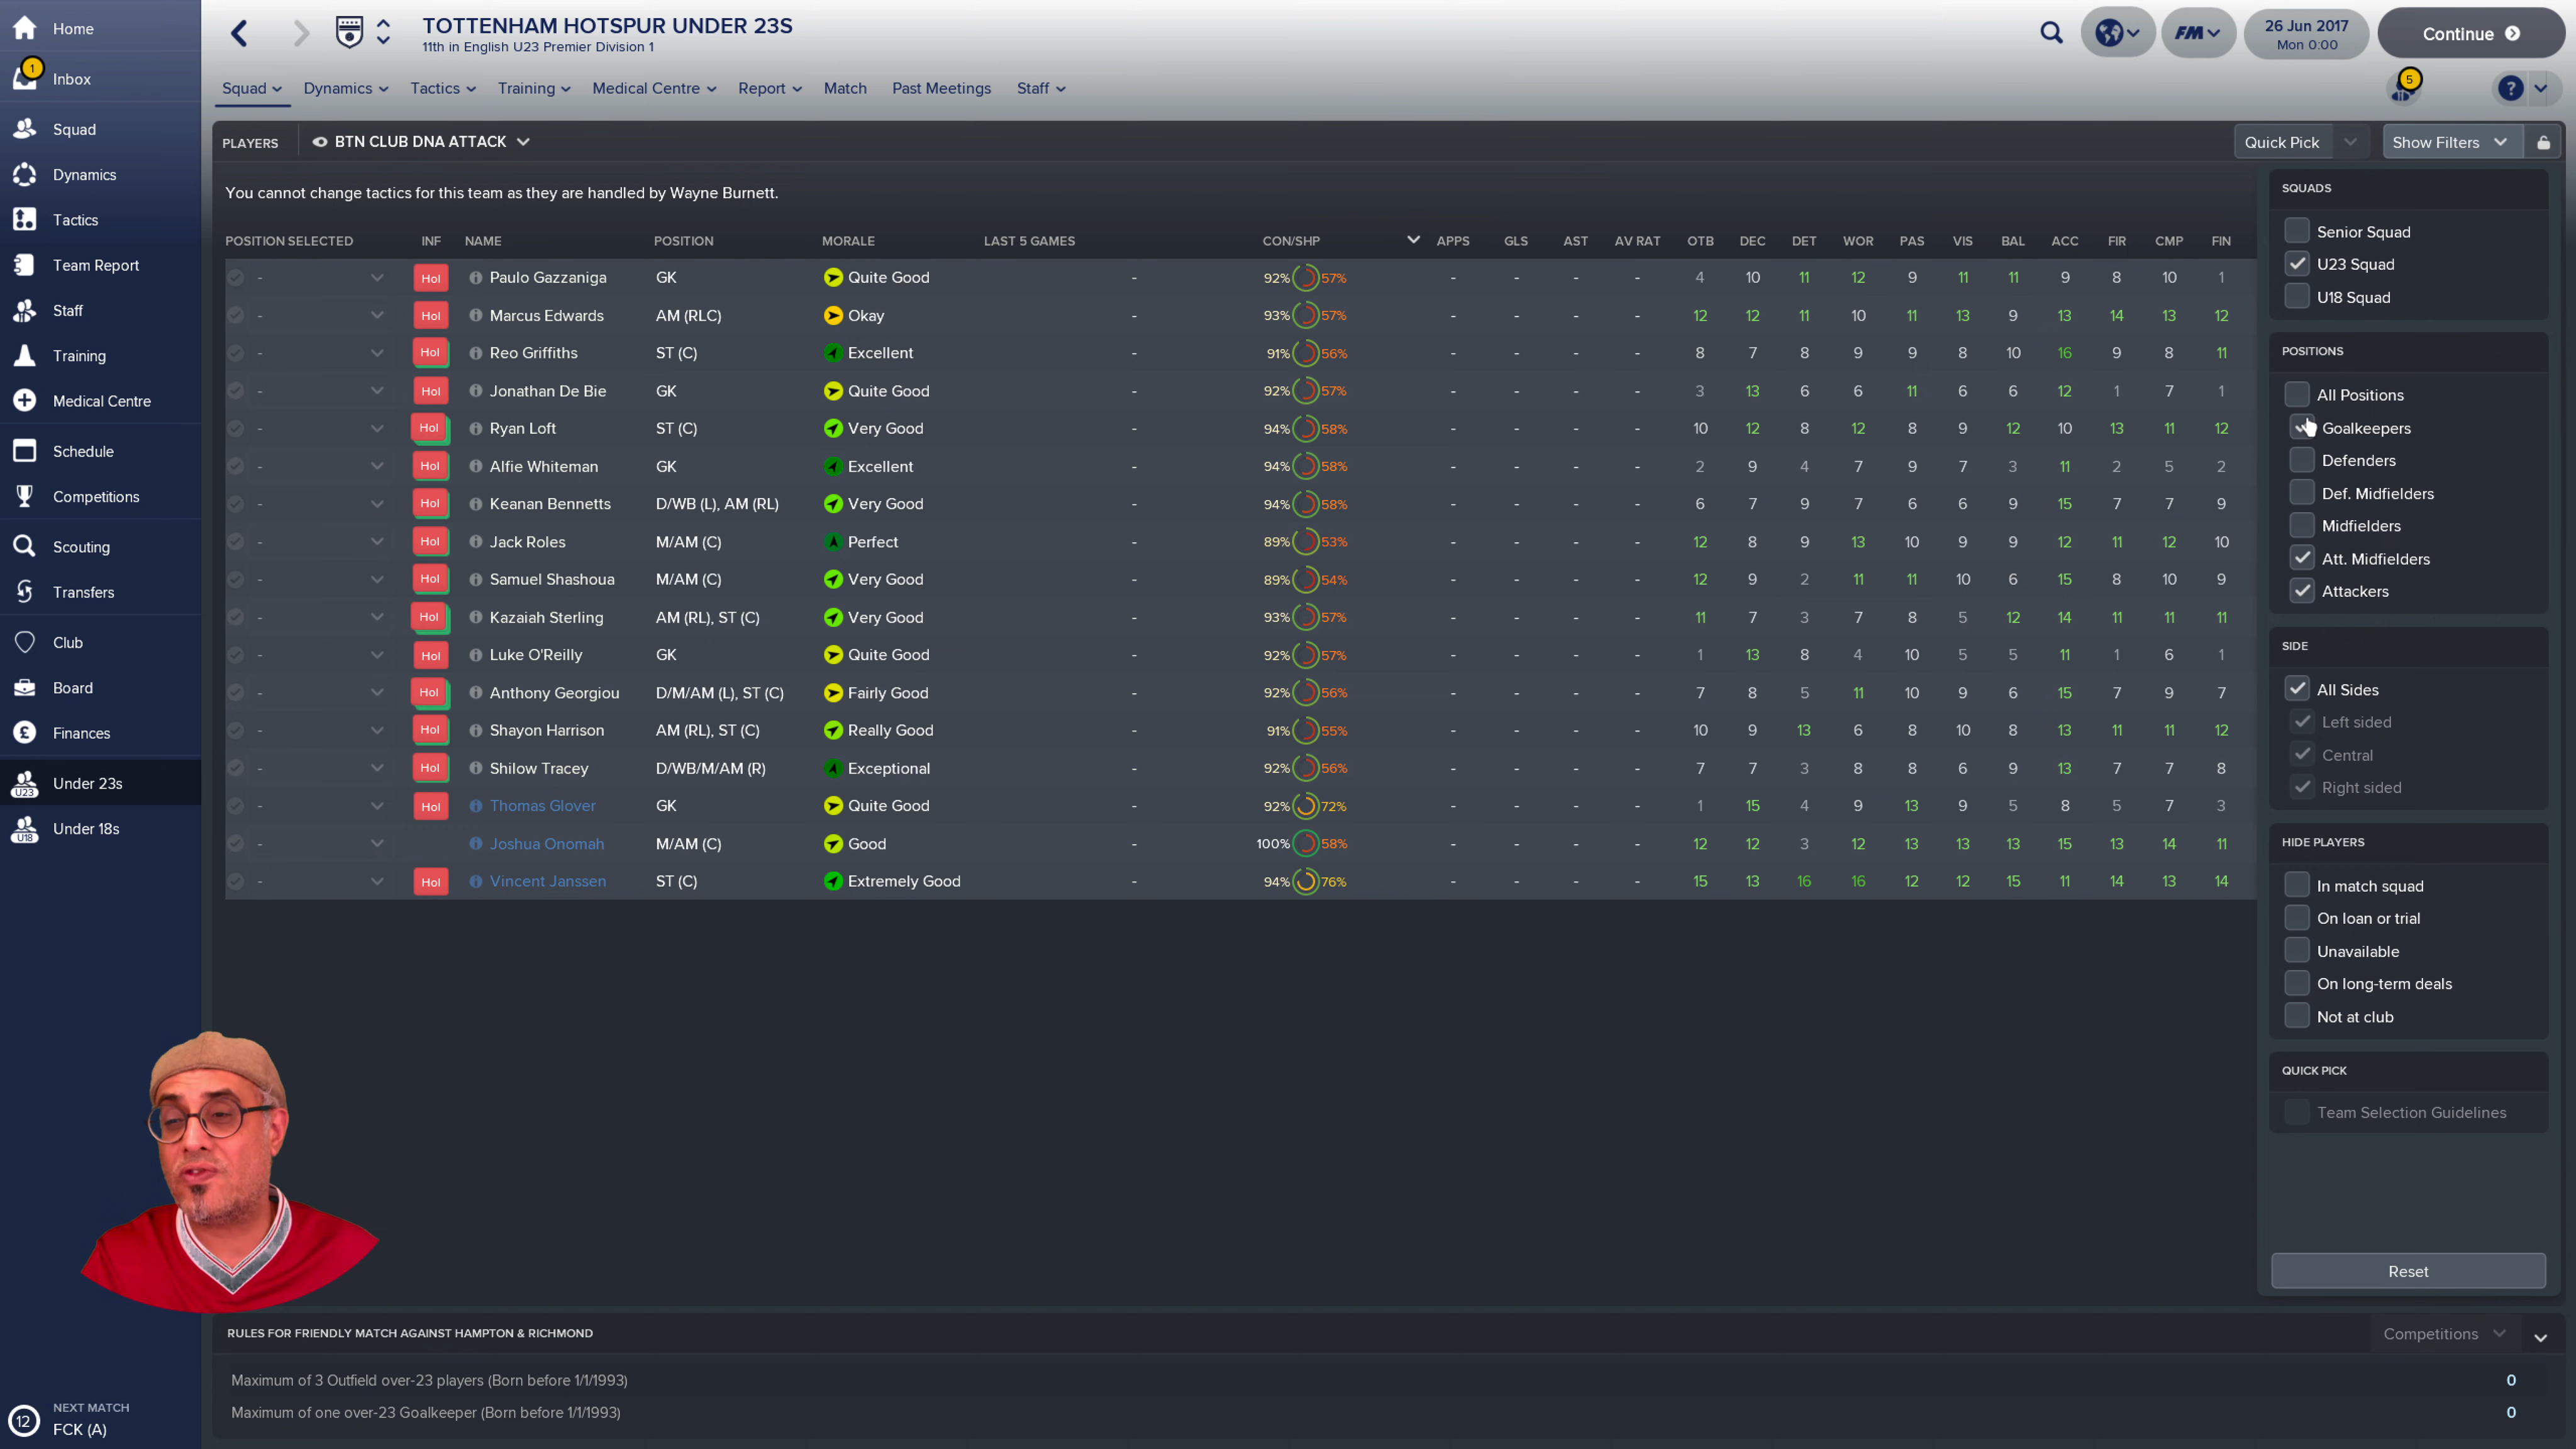 Home
1
Inbox
Squad
Dynamics
Tactics
Team Report
Staff
Training
Medical Centre
Schedule
Competitions
Scouting
Transfers
Club
Board
Finances
U23
Under 23s
U18
Under 18s
12
NEXT MATCH
FCK (A)
TOTTENHAM HOTSPUR UNDER 23S
11th in English U23 Premier Division 1
FM
26 Jun 2017
Mon 0:00
Continue
Squad Dynamics Tactics Training Medical Centre Report Match Past Meetings Staff
5
?
PLAYERS BTN CLUB DNA ATTACK
Quick Pick Show Filters
You cannot change tactics for this team as they are handled by Wayne Burnett.
POSITION SELECTED INF NAME POSITION MORALE LAST 5 GAMES CON/SHP APPS GLS AST AV RAT OTB DEC DET WOR PAS VIS BAL ACC FIR CMP FIN
- Hol Paulo Gazzaniga GK Quite Good - 92% 57% - - - - 4 10 11 12 9 11 11 9 8 10 1
- Hol Marcus Edwards AM (RLC) Okay - 93% 57% - - - - 12 12 11 10 11 13 9 13 14 13 12
- Hol Reo Griffiths ST (C) Excellent - 91% 56% - - - - 8 7 8 9 9 8 10 16 9 8 11
- Hol Jonathan De Bie GK Quite Good - 92% 57% - - - - 3 13 6 6 11 6 6 12 1 7 1
- Hol Ryan Loft ST (C) Very Good - 94% 58% - - - - 10 12 8 12 8 9 12 10 13 11 12
- Hol Alfie Whiteman GK Excellent - 94% 58% - - - - 2 9 4 7 9 7 3 11 2 5 2
- Hol Keanan Bennetts D/WB (L), AM (RL) Very Good - 94% 58% - - - - 6 7 9 7 6 6 9 15 7 7 9
- Hol Jack Roles M/AM (C) Perfect - 89% 53% - - - - 12 8 9 13 10 9 9 12 11 12 10
- Hol Samuel Shashoua M/AM (C) Very Good - 89% 54% - - - - 12 9 2 11 11 10 6 15 8 10 9
- Hol Kazaiah Sterling AM (RL), ST (C) Very Good - 93% 57% - - - - 11 7 3 7 8 5 12 14 11 11 11
- Hol Luke O'Reilly GK Quite Good - 92% 57% - - - - 1 13 8 4 10 5 5 11 1 6 1
- Hol Anthony Georgiou D/M/AM (L), ST (C) Fairly Good - 92% 56% - - - - 7 8 5 11 10 9 6 15 7 9 7
- Hol Shayon Harrison AM (RL), ST (C) Really Good - 91% 55% - - - - 10 9 13 6 8 10 8 13 11 11 12
- Hol Shilow Tracey D/WB/M/AM (R) Exceptional - 92% 56% - - - - 7 7 3 8 8 6 9 13 7 7 8
- Hol Thomas Glover GK Quite Good - 92% 72% - - - - 1 15 4 9 13 9 5 8 5 7 3
- Joshua Onomah M/AM (C) Good - 100% 58% - - - - 12 12 3 12 13 13 13 15 13 14 11
- Hol Vincent Janssen ST (C) Extremely Good - 94% 76% - - - - 15 13 16 16 12 12 15 11 14 13 14
SQUADS
Senior Squad
U23 Squad
U18 Squad
POSITIONS
All Positions
Goalkeepers
Defenders
Def. Midfielders
Midfielders
Att. Midfielders
Attackers
SIDE
All Sides
Left sided
Central
Right sided
HIDE PLAYERS
In match squad
On loan or trial
Unavailable
On long-term deals
Not at club
QUICK PICK
Team Selection Guidelines
Reset
RULES FOR FRIENDLY MATCH AGAINST HAMPTON & RICHMOND Competitions
Maximum of 3 Outfield over-23 players (Born before 1/1/1993) 0
Maximum of one over-23 Goalkeeper (Born before 1/1/1993) 0